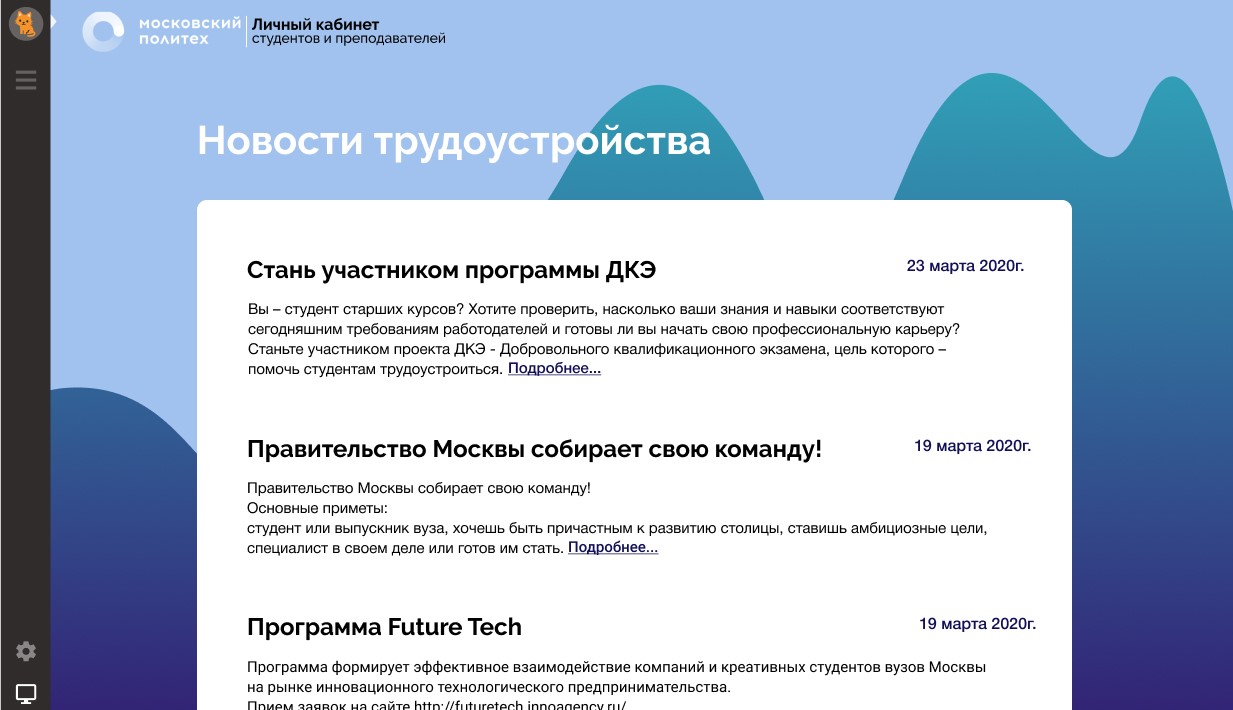 московский
политех
Личный кабинет
студентов и преподавателей
Новости трудоустройства
Стань участником программы ДКЭ
23 марта 2020г.
Вы – студент старших курсов? Хотите проверить, насколько ваши знания и навыки соответствуют
сегодняшним требованиям работодателей и готовы ли вы начать свою профессиональную карьеру?
Станьте участником проекта ДКЭ - Добровольного квалификационного экзамена, цель которого –
помочь студентам трудоустроиться. Подробнее...
Правительство Москвы собирает свою команду!
19 марта 2020г.
Правительство Москвы собирает свою команду!
Основные приметы:
студент или выпускник вуза, хочешь быть причастным к развитию столицы, ставишь амбициозные цели,
специалист в своем деле или готов им стать. Подробнее...
Программа Future Tech
19 марта 2020г.
Программа формирует эффективное взаимодействие компаний и креативных студентов вузов Москвы
на рынке инновационного технологического предпринимательства.
Прием заявок на сайте http://futuretech.innoagency.ru/